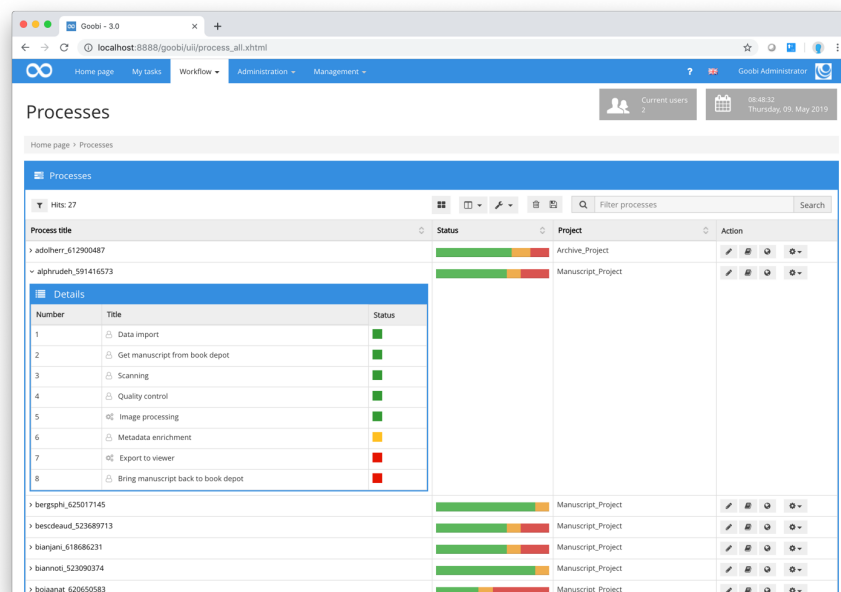 Goobi - 3.0
localhost:8888/goobi/uii/process_all.xhtml
Home page My tasks Workflow Administration Management ? Goobi Administrator
Processes
Current users
2
08:48:32
Thursday, 09. May 2019
Home page > Processes
Processes
Hits: 27 Filter processes Search
Process title Status Project Action
adolherr_612900487 Archive_Project
alphrudeh_591416573 Manuscript_Project
Details
Number Title Status
1 Data import
2 Get manuscript from book depot
3 Scanning
4 Quality control
5 Image processing
6 Metadata enrichment
7 Export to viewer
8 Bring manuscript back to book depot
bergsphi_625017145 Manuscript_Project
bescdeaud_523689713 Manuscript_Project
bianjani_618686231 Manuscript_Project
biannoti_523090374 Manuscript_Project
bojaanat_620650583 Manuscript_Project